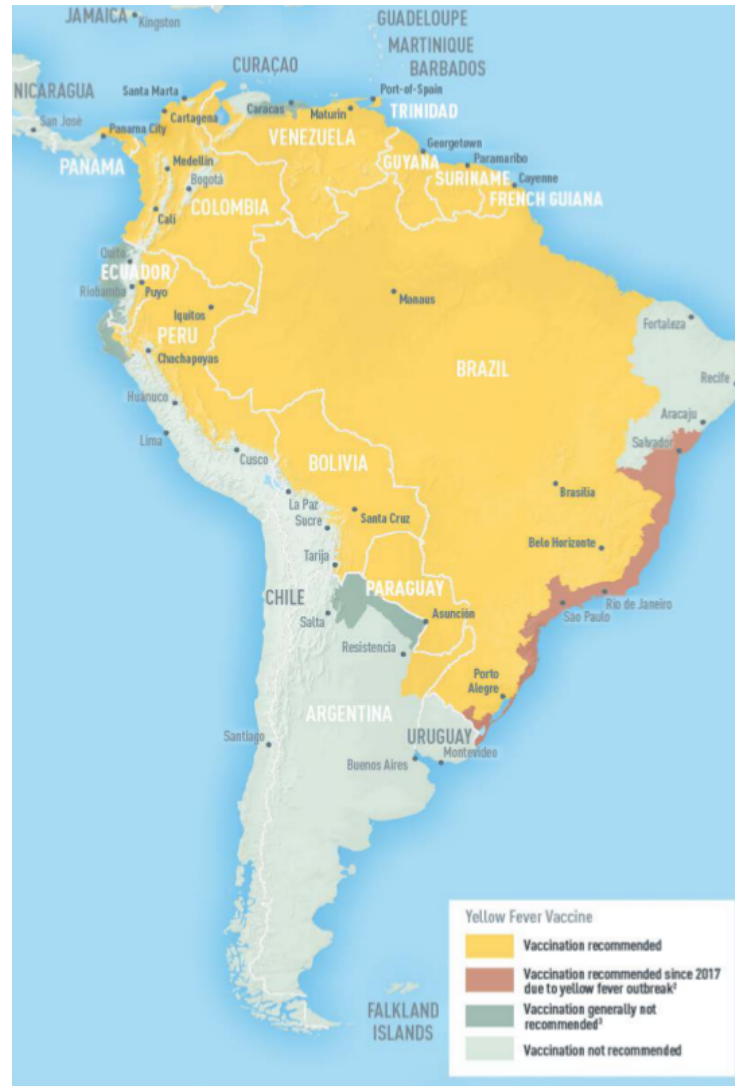 JAMAICA
Kingston
GUADELOUPE
MARTINIQUE
BARBADOS
CURAÇAO
NICARAGUA
Santa Marta
Port-of-Spain
Cartagena
Caracas
Maturin
TRINIDAD
San José
Panama City
VENEZUELA
PANAMA
Georgetown
GUYANA
Paramaribo
Medellín
SURINAME
Cayenne
Bogotá
FRENCH GUIANA
COLOMBIA
Cali
Quito
ECUADOR
Riobamba
Puyo
Manaus
Iquitos
PERU
Fortaleza
Chachapoyas
BRAZIL
Recife
Huánuco
Aracaju
Lima
Salvador
Cusco
BOLIVIA
Brasilia
La Paz
Sucre
Santa Cruz
Belo Horizonte
Tarija
PARAGUAY
CHILE
Rio de Janeiro
Sao Paulo
Salta
Asunción
Resistencia
Porto
Alegre
ARGENTINA
URUGUAY
Santiago
Montevideo
Buenos Aires
Yellow Fever Vaccine
Vaccination recommended
Vaccination recommended since 2017
due to yellow fever outbreak²
Vaccination generally not
recommended³
Vaccination not recommended
FALKLAND
ISLANDS